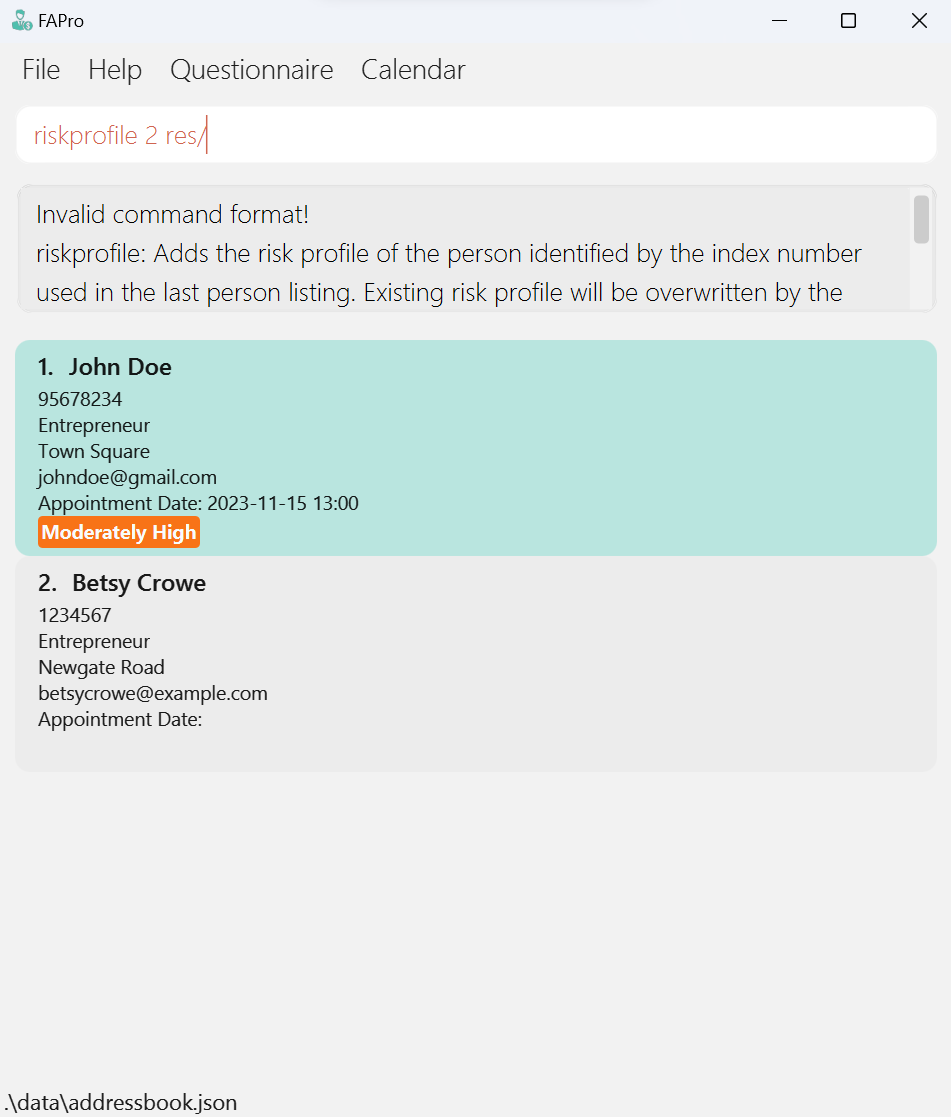 FAPro
File Help Questionnaire Calendar
riskprofile 2 res/
Invalid command format!
riskprofile: Adds the risk profile of the person identified by the index number
used in the last person listing. Existing risk profile will be overwritten by the
1. John Doe
95678234
Entrepreneur
Town Square
johndoe@gmail.com
Appointment Date: 2023-11-15 13:00
Moderately High
2. Betsy Crowe
1234567
Entrepreneur
Newgate Road
betsycrowe@example.com
Appointment Date:
.\data\addressbook.json